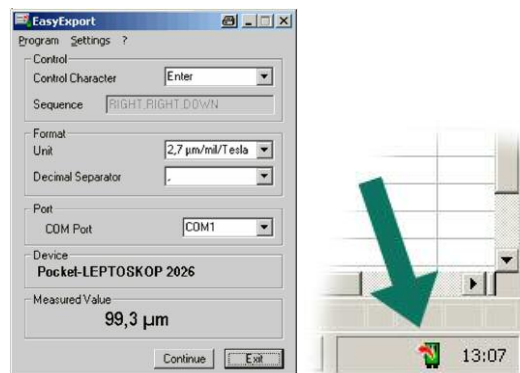 EasyExport
Program Settings ?
Control
Control Character Enter
Sequence RIGHT,RIGHT,DOWN
Format
Unit 2,7 µm/mil/Tesla
Decimal Separator ,
Port
COM Port COM1
Device
Pocket-LEPTOSKOP 2026
Measured Value
99,3 µm
Continue Exit
13:07